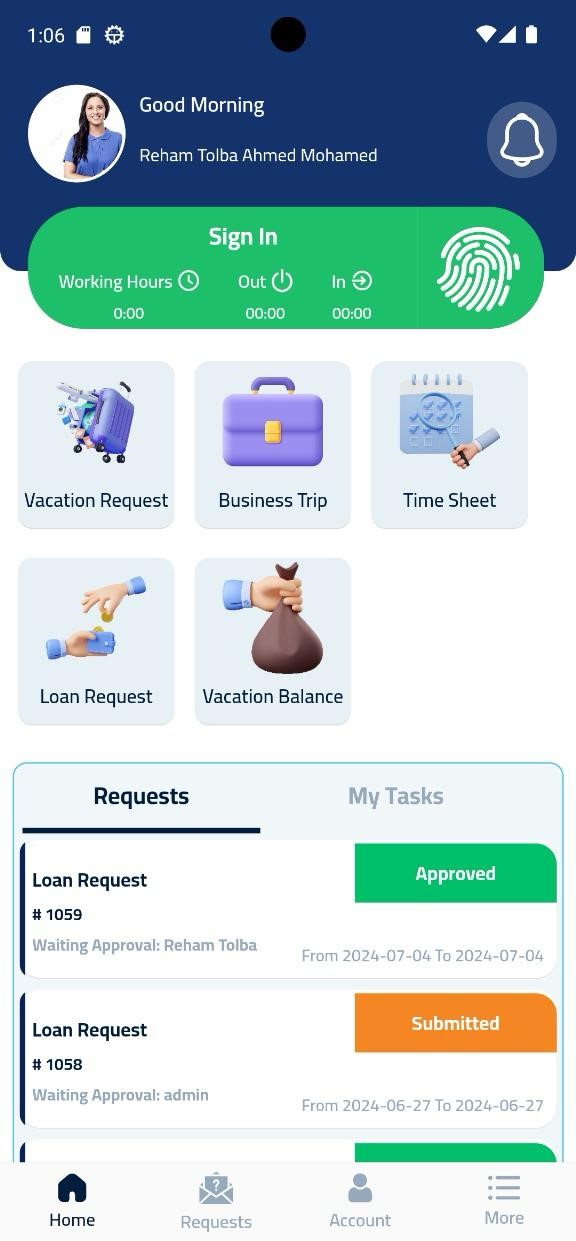 1:06
Good Morning
Reham Tolba Ahmed Mohamed
Sign In
Working Hours Out In
0:00 00:00 00:00
Vacation Request Business Trip Time Sheet
Loan Request Vacation Balance
Requests My Tasks
Loan Request Approved
# 1059
Waiting Approval: Reham Tolba
From 2024-07-04 To 2024-07-04
Loan Request Submitted
# 1058
Waiting Approval: admin
From 2024-06-27 To 2024-06-27
Home Requests Account More